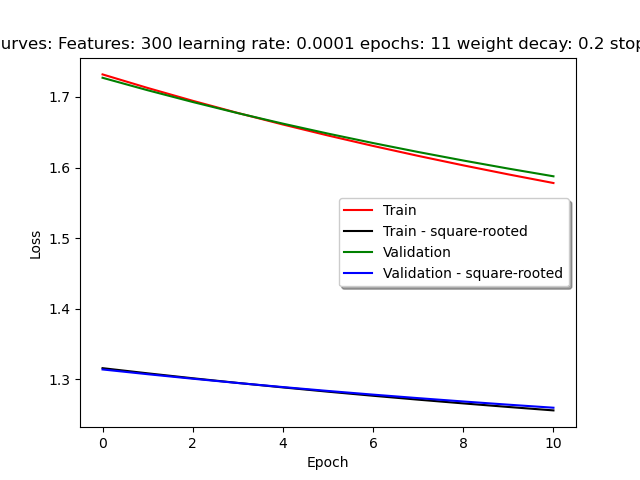 Features: 300 learning rate: 0.0001 epochs: 11 weight decay: 0.2
1.7
1.6
1.5
1.4
1.3
Loss
Train
Train - square-rooted
Validation
Validation - square-rooted
0
2
4
6
8
10
Epoch